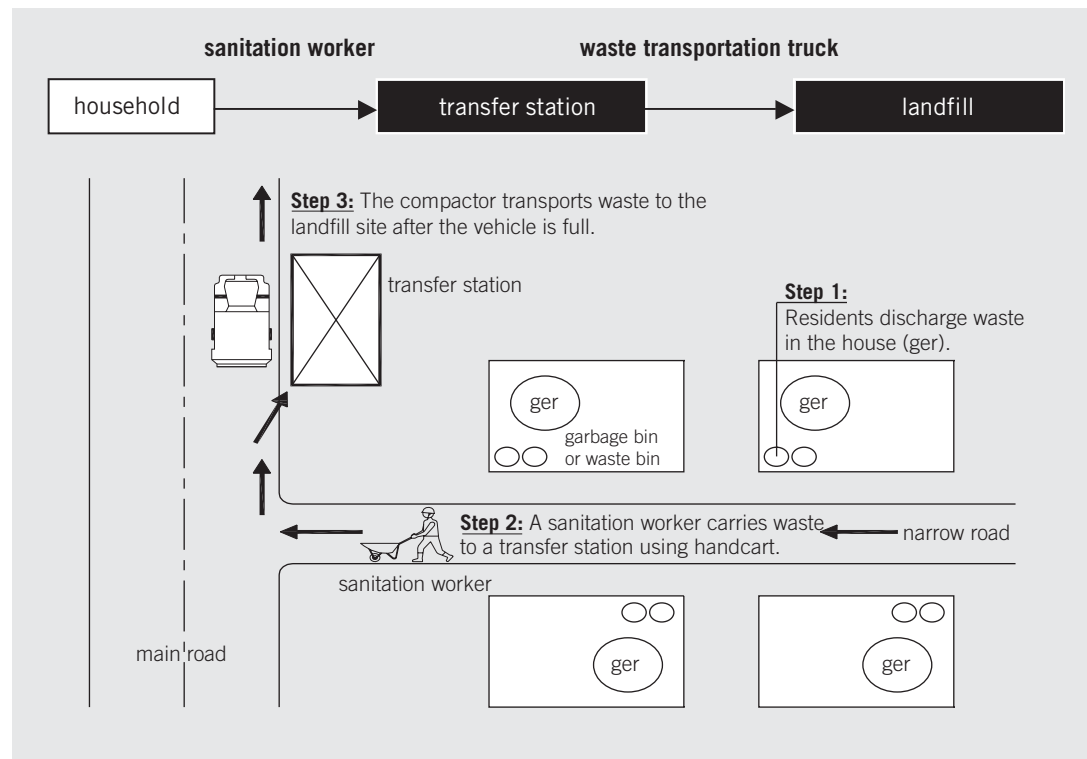 sanitation worker
waste transportation truck
household
transfer station
landfill
Step 3: The compactor transports waste to the
landfill site after the vehicle is full.
transfer station
Step 1:
Residents discharge waste
in the house (ger).
ger
garbage bin
or waste bin
ger
Step 2: A sanitation worker carries waste
to a transfer station using handcart.
narrow road
sanitation worker
main road
ger
ger